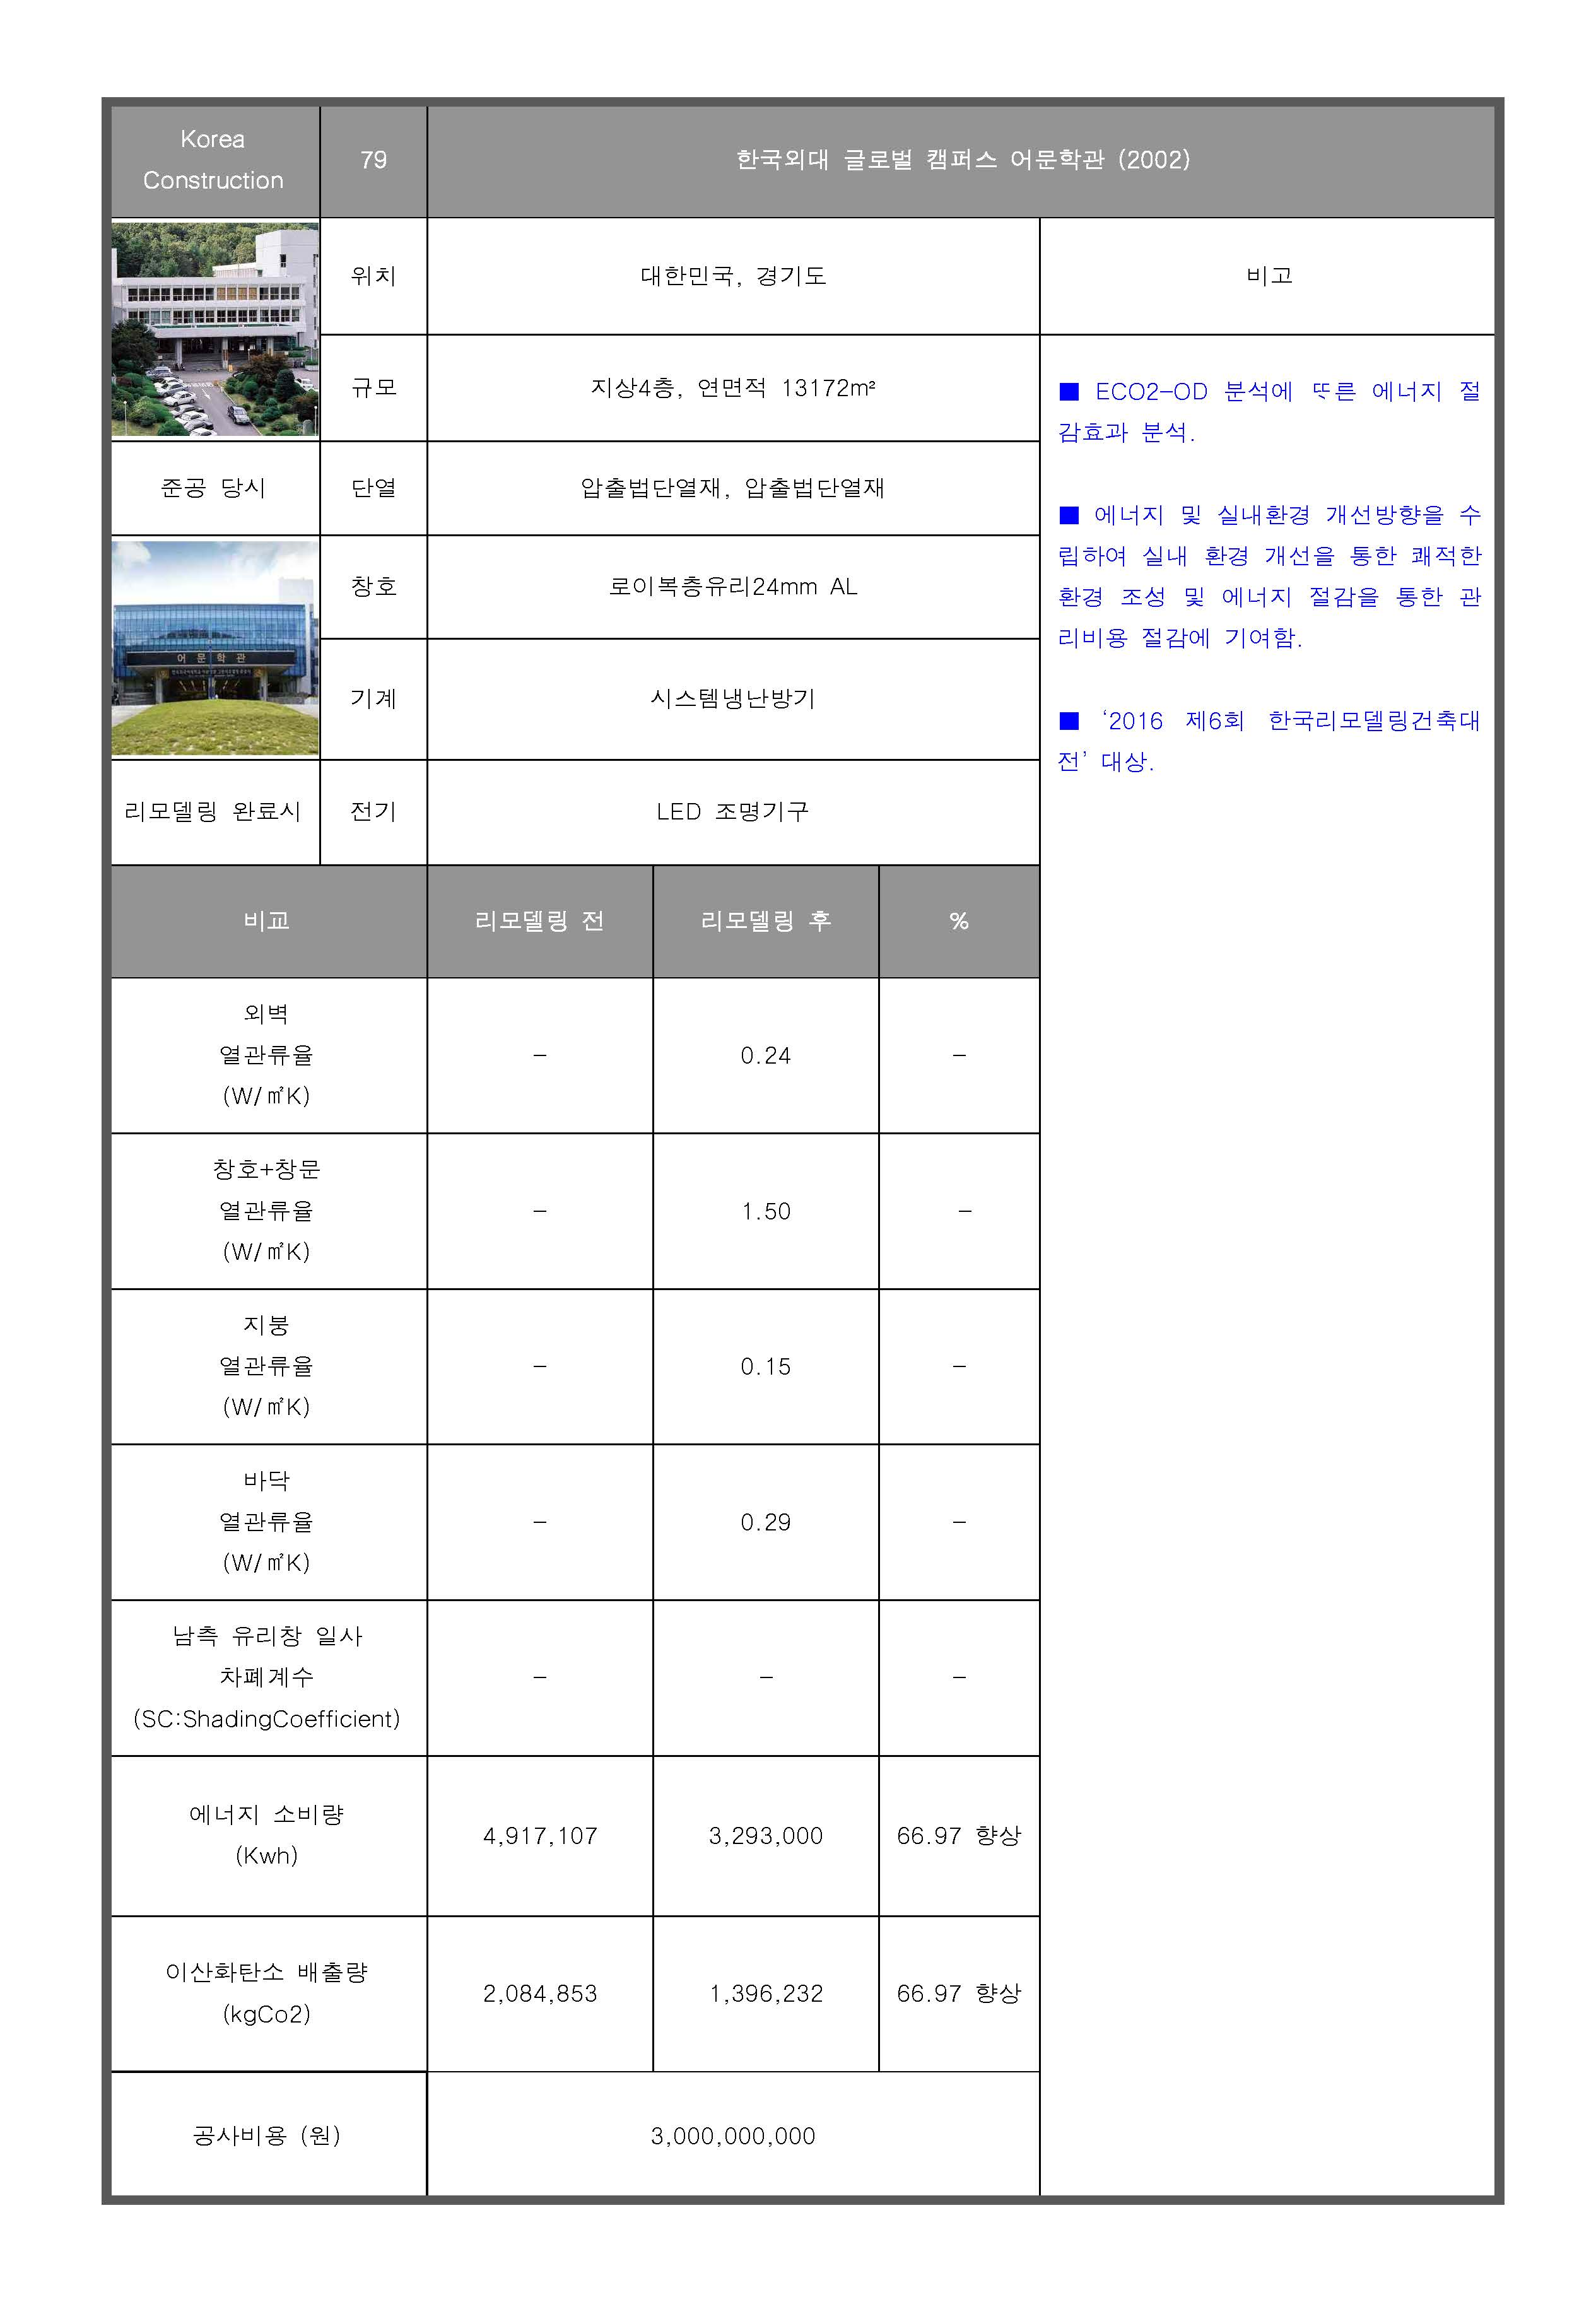 Korea
Construction
79
한국외대 글로벌 캠퍼스 어문학관 (2002)
위치
대한민국, 경기도
비고
규모
지상4층, 연면적 13172m²
준공 당시
단열
압출법단열재, 압출법단열재
창호
로이복층유리24mm AL
어문학관
기계
시스템냉난방기
리모델링 완료시
전기
LED 조명기구
■ ECO2-OD 분석에 ᄄᆞ른 에너지 절
감효과 분석.
■ 에너지 및 실내환경 개선방향을 수
립하여 실내 환경 개선을 통한 쾌적한
환경 조성 및 에너지 절감을 통한 관
리비용 절감에 기여함.
■ ‘2016 제6회 한국리모델링건축대
전’ 대상.
비교
리모델링 전
리모델링 후
%
외벽
열관류율
(W/㎡K)
-
0.24
-
창호+창문
열관류율
(W/㎡K)
-
1.50
-
지붕
열관류율
(W/㎡K)
-
0.15
-
바닥
열관류율
(W/㎡K)
-
0.29
-
남측 유리창 일사
차폐계수
(SC:ShadingCoefficient)
-
-
-
에너지 소비량
(Kwh)
4,917,107
3,293,000
66.97 향상
이산화탄소 배출량
(kgCo2)
2,084,853
1,396,232
66.97 향상
공사비용 (원)
3,000,000,000